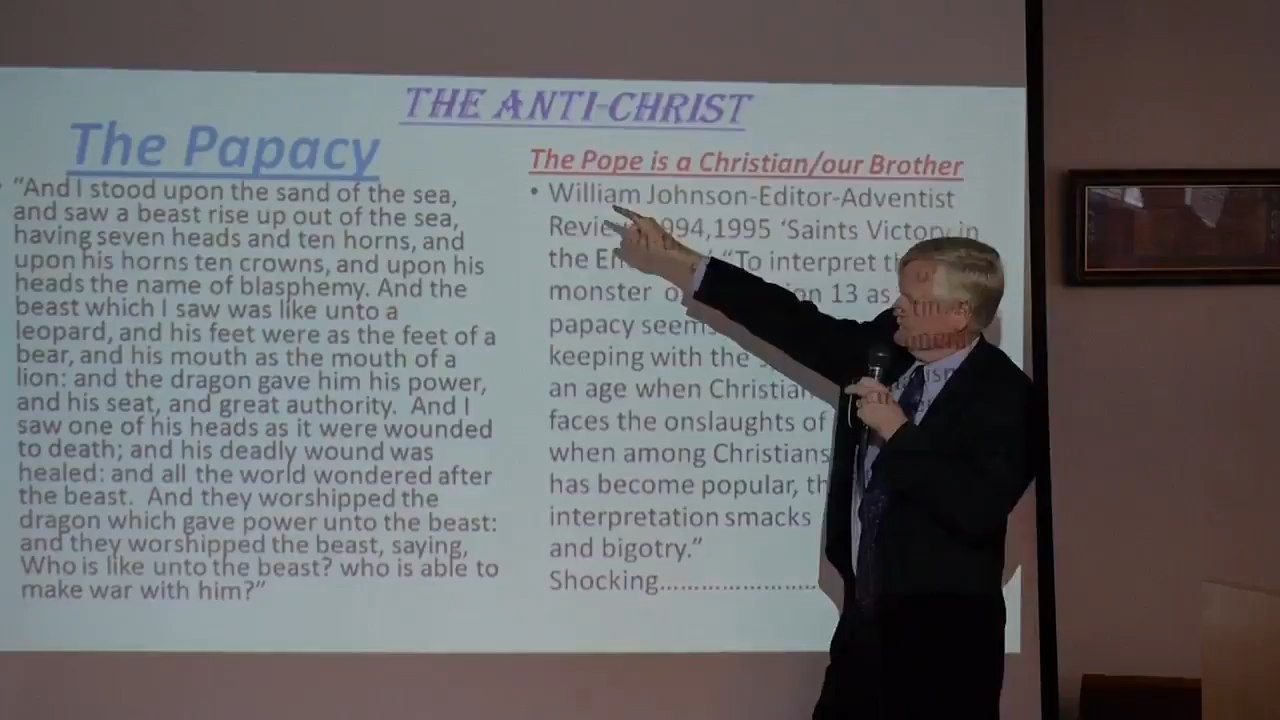 THE ANTI-CHRIST
The Papacy
"And I stood upon the sand of the sea,
and saw a beast rise up out of the sea,
having seven heads and ten horns, and
upon his horns ten crowns, and upon his
heads the name of blasphemy. And the
beast which I saw was like unto a
leopard, and his feet were as the feet of a
bear, and his mouth as the mouth of a
lion: and the dragon gave him his power,
and his seat, and great authority. And I
saw one of his heads as it were wounded
to death; and his deadly wound was
healed: and all the world wondered after
the beast. And they worshipped the
dragon which gave power unto the beast:
and they worshipped the beast, saying,
Who is like unto the beast? who is able to
make war with him?"
The Pope is a Christian/our Brother
• William Johnson-Editor-Adventist
1995 'Saints Victory in
the "To interpret
monster 13 as
papacy
keeping with the
an age when
faces the onslaughts of
when among Christians
has become popular,
interpretation smacks
and bigotry."
Shocking.........................